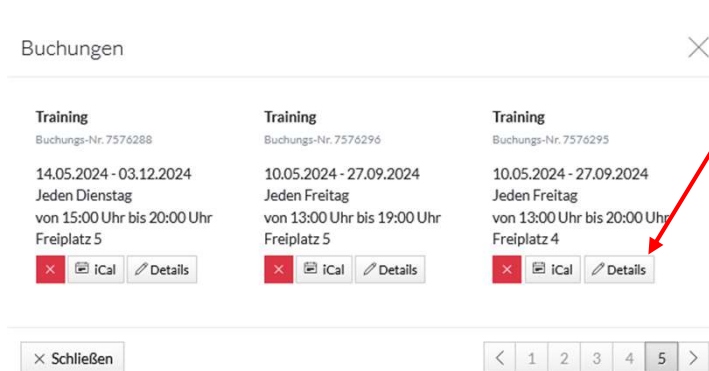 Buchungen
Training
Buchungs-Nr. 7576288
14.05.2024 - 03.12.2024
Jeden Dienstag
von 15:00 Uhr bis 20:00 Uhr
Freiplatz 5
× iCal Details
Training
Buchungs-Nr. 7576296
10.05.2024 - 27.09.2024
Jeden Freitag
von 13:00 Uhr bis 19:00 Uhr
Freiplatz 5
× iCal Details
Training
Buchungs-Nr. 7576295
10.05.2024 - 27.09.2024
Jeden Freitag
von 13:00 Uhr bis 20:00 Uhr
Freiplatz 4
× iCal Details
× Schließen
< 1 2 3 4 5 >